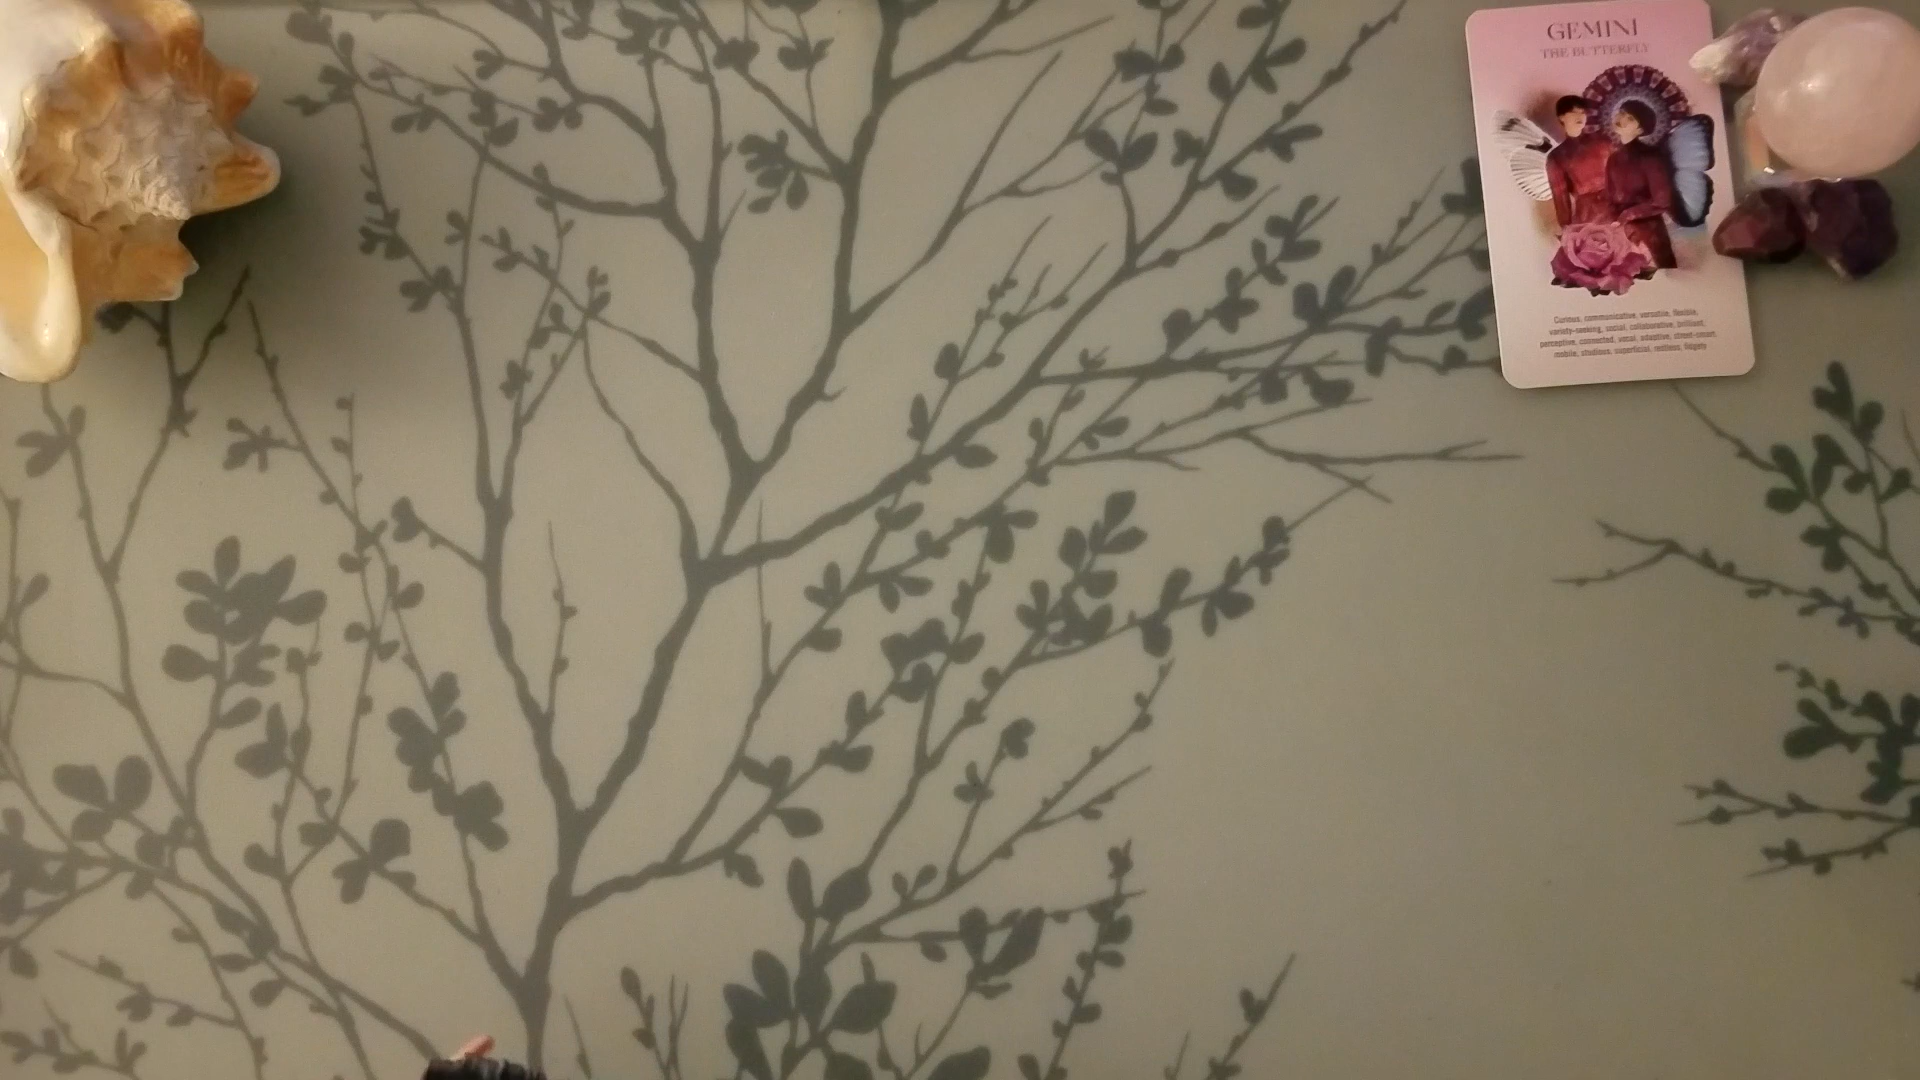 GEMINI
THE BUTTERFLY
Curious, communicative, versatile, flexible,
variety-seeking, social, collaborative, brilliant,
perceptive, connected, vocal, adaptive, street-smart,
mobile, studious, superficial, restless, fidgety